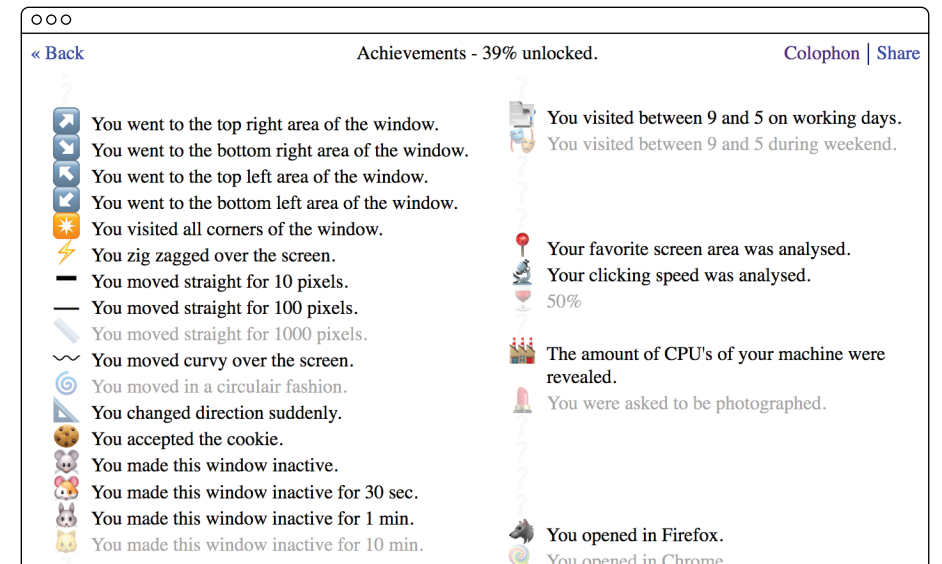 « Back
Achievements - 39% unlocked.
Colophon | Share
You went to the top right area of the window.
You went to the bottom right area of the window.
You went to the top left area of the window.
You went to the bottom left area of the window.
You visited all corners of the window.
You zig zagged over the screen.
You moved straight for 10 pixels.
You moved straight for 100 pixels.
You moved straight for 1000 pixels.
You moved curvy over the screen.
You moved in a circulair fashion.
You changed direction suddenly.
You accepted the cookie.
You made this window inactive.
You made this window inactive for 30 sec.
You made this window inactive for 1 min.
You made this window inactive for 10 min.
?
?
You visited between 9 and 5 on working days.
You visited between 9 and 5 during weekend.
?
?
?
Your favorite screen area was analysed.
Your clicking speed was analysed.
50%
?
The amount of CPU's of your machine were
revealed.
You were asked to be photographed.
?
?
?
?
You opened in Firefox.
You opened in Chrome